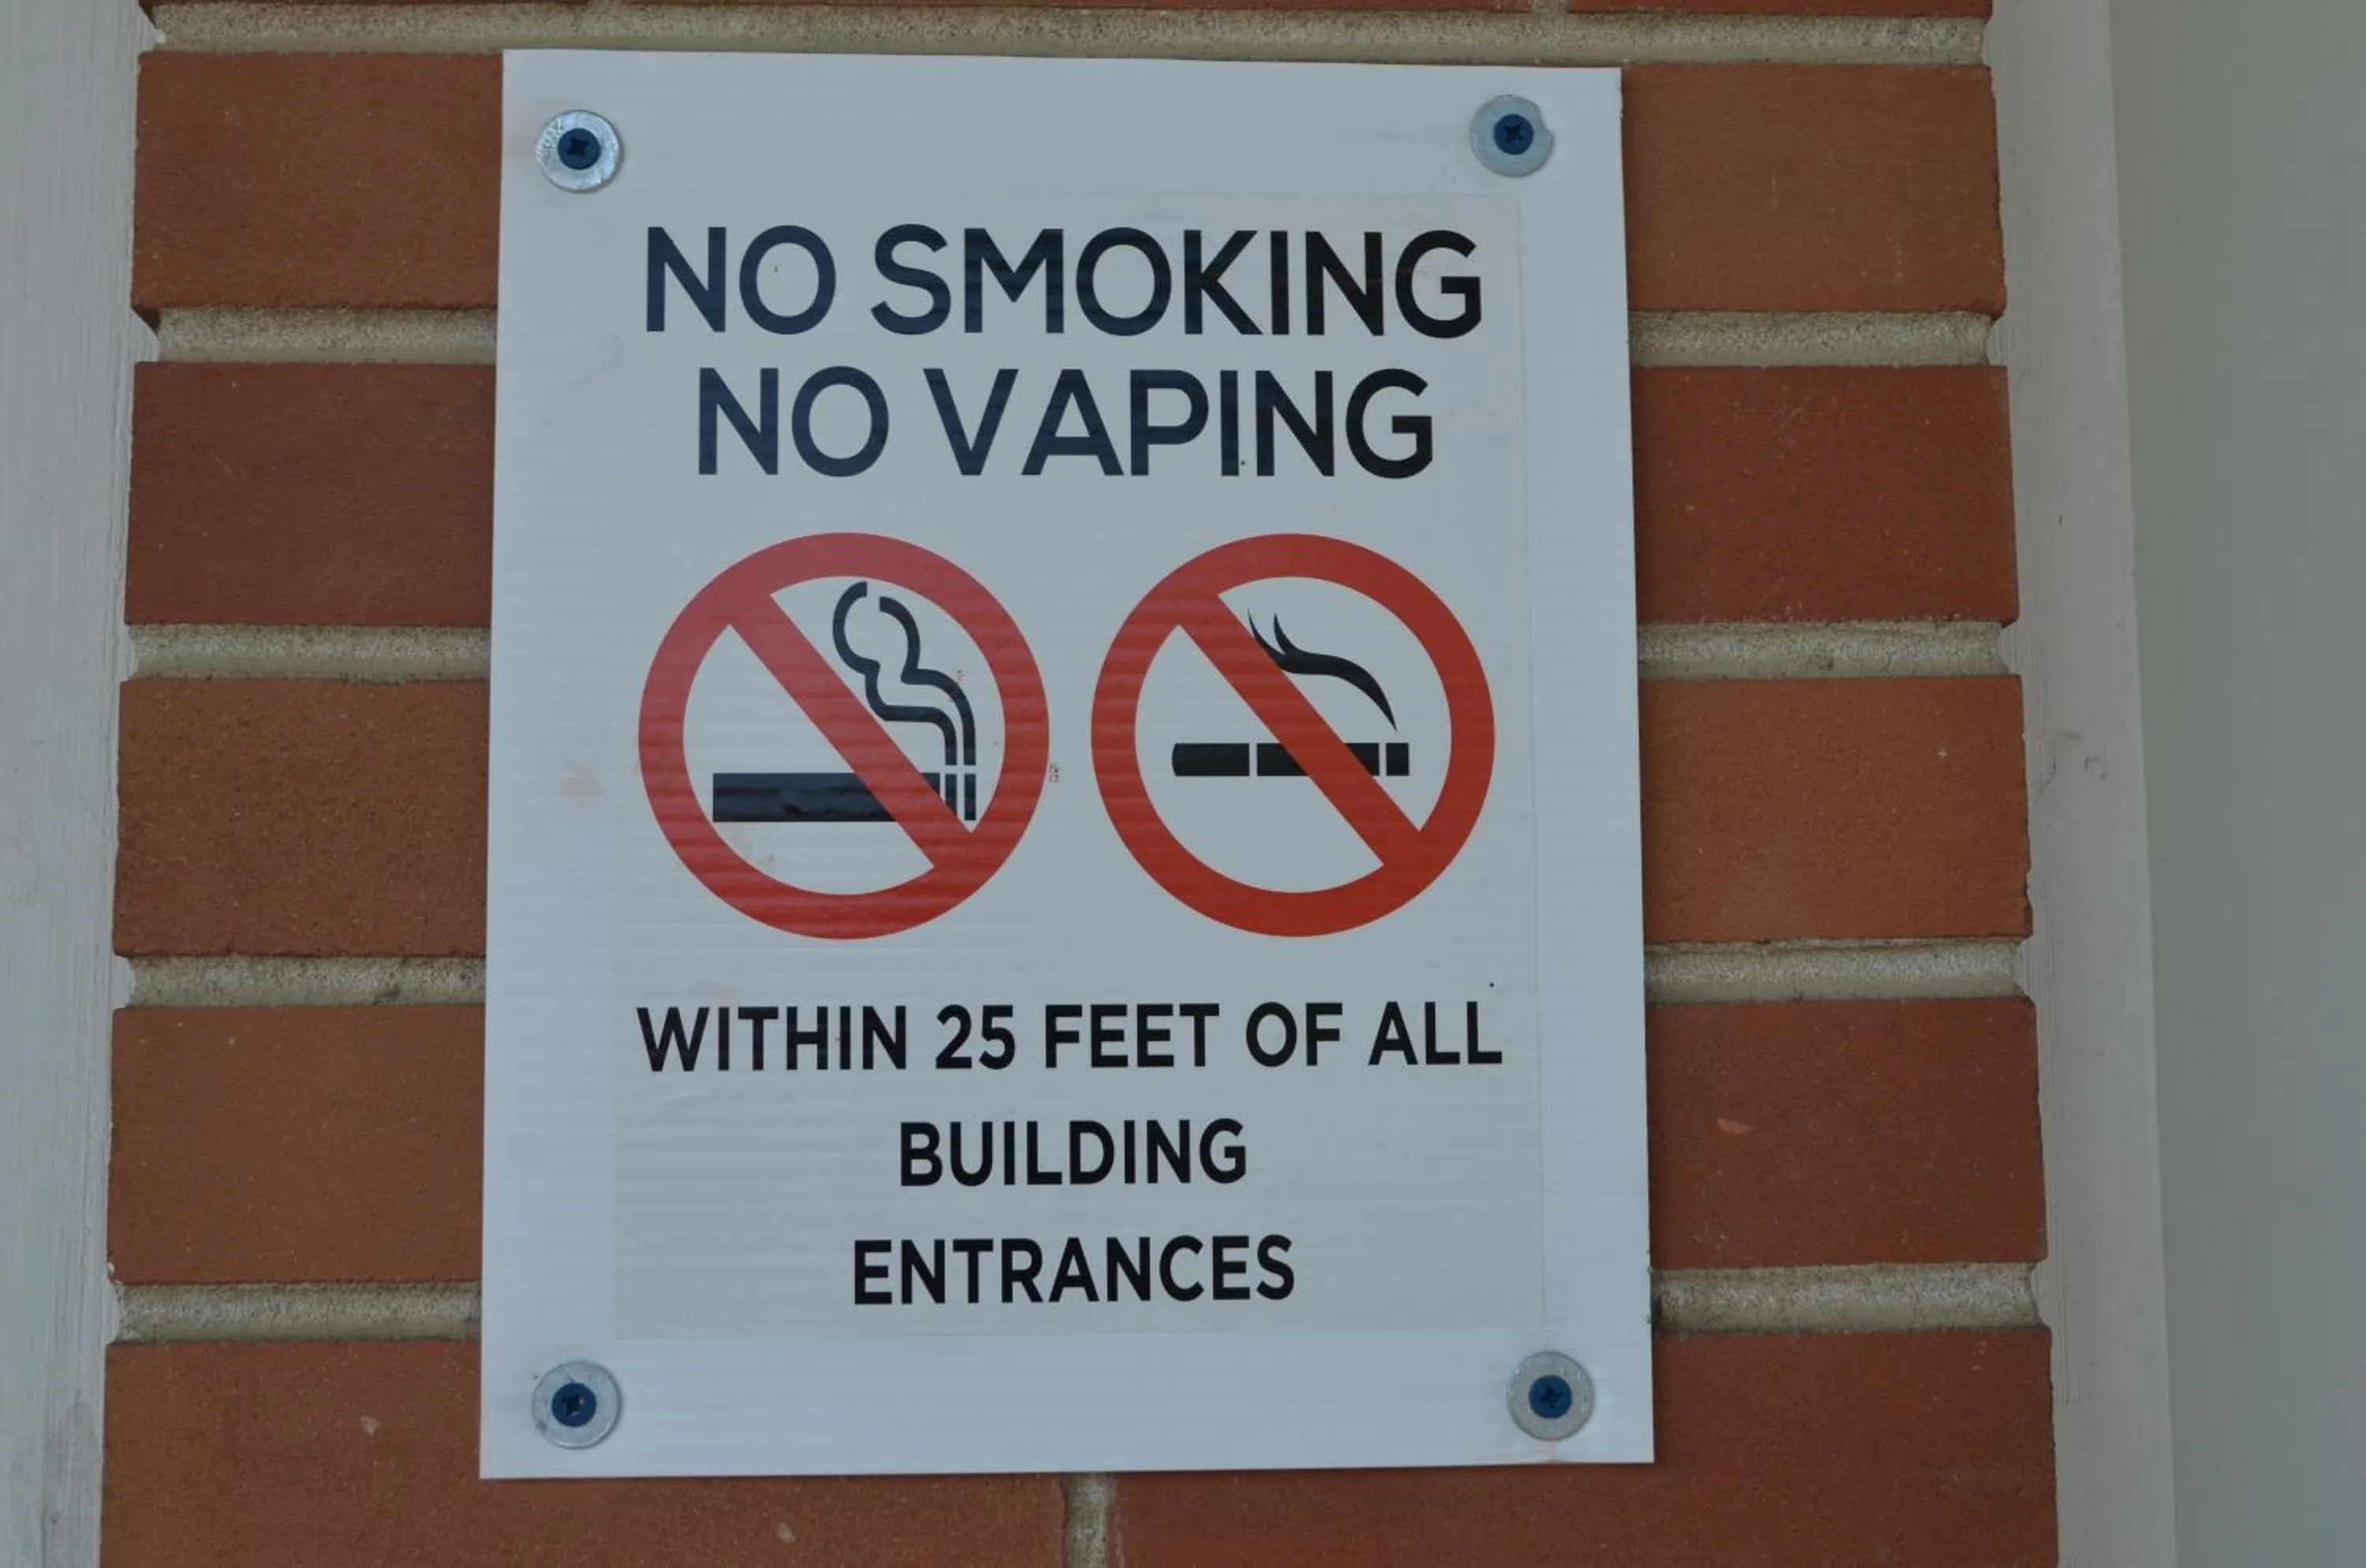 NO SMOKING
NO VAPING
WITHIN 25 FEET OF ALL
BUILDING
ENTRANCES